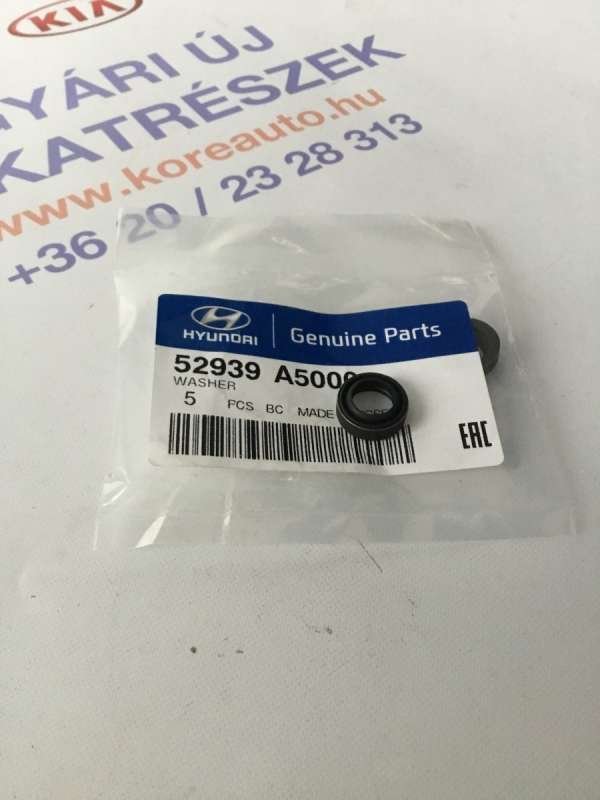 KIA
GYÁRI ÚJ
KATRÉSZEK
www.koreauto.hu
+36 20 / 23 28 313
HYUNDAI
Genuine Parts
52939 A5000
WASHER
5 PCS BC MADE
EAC